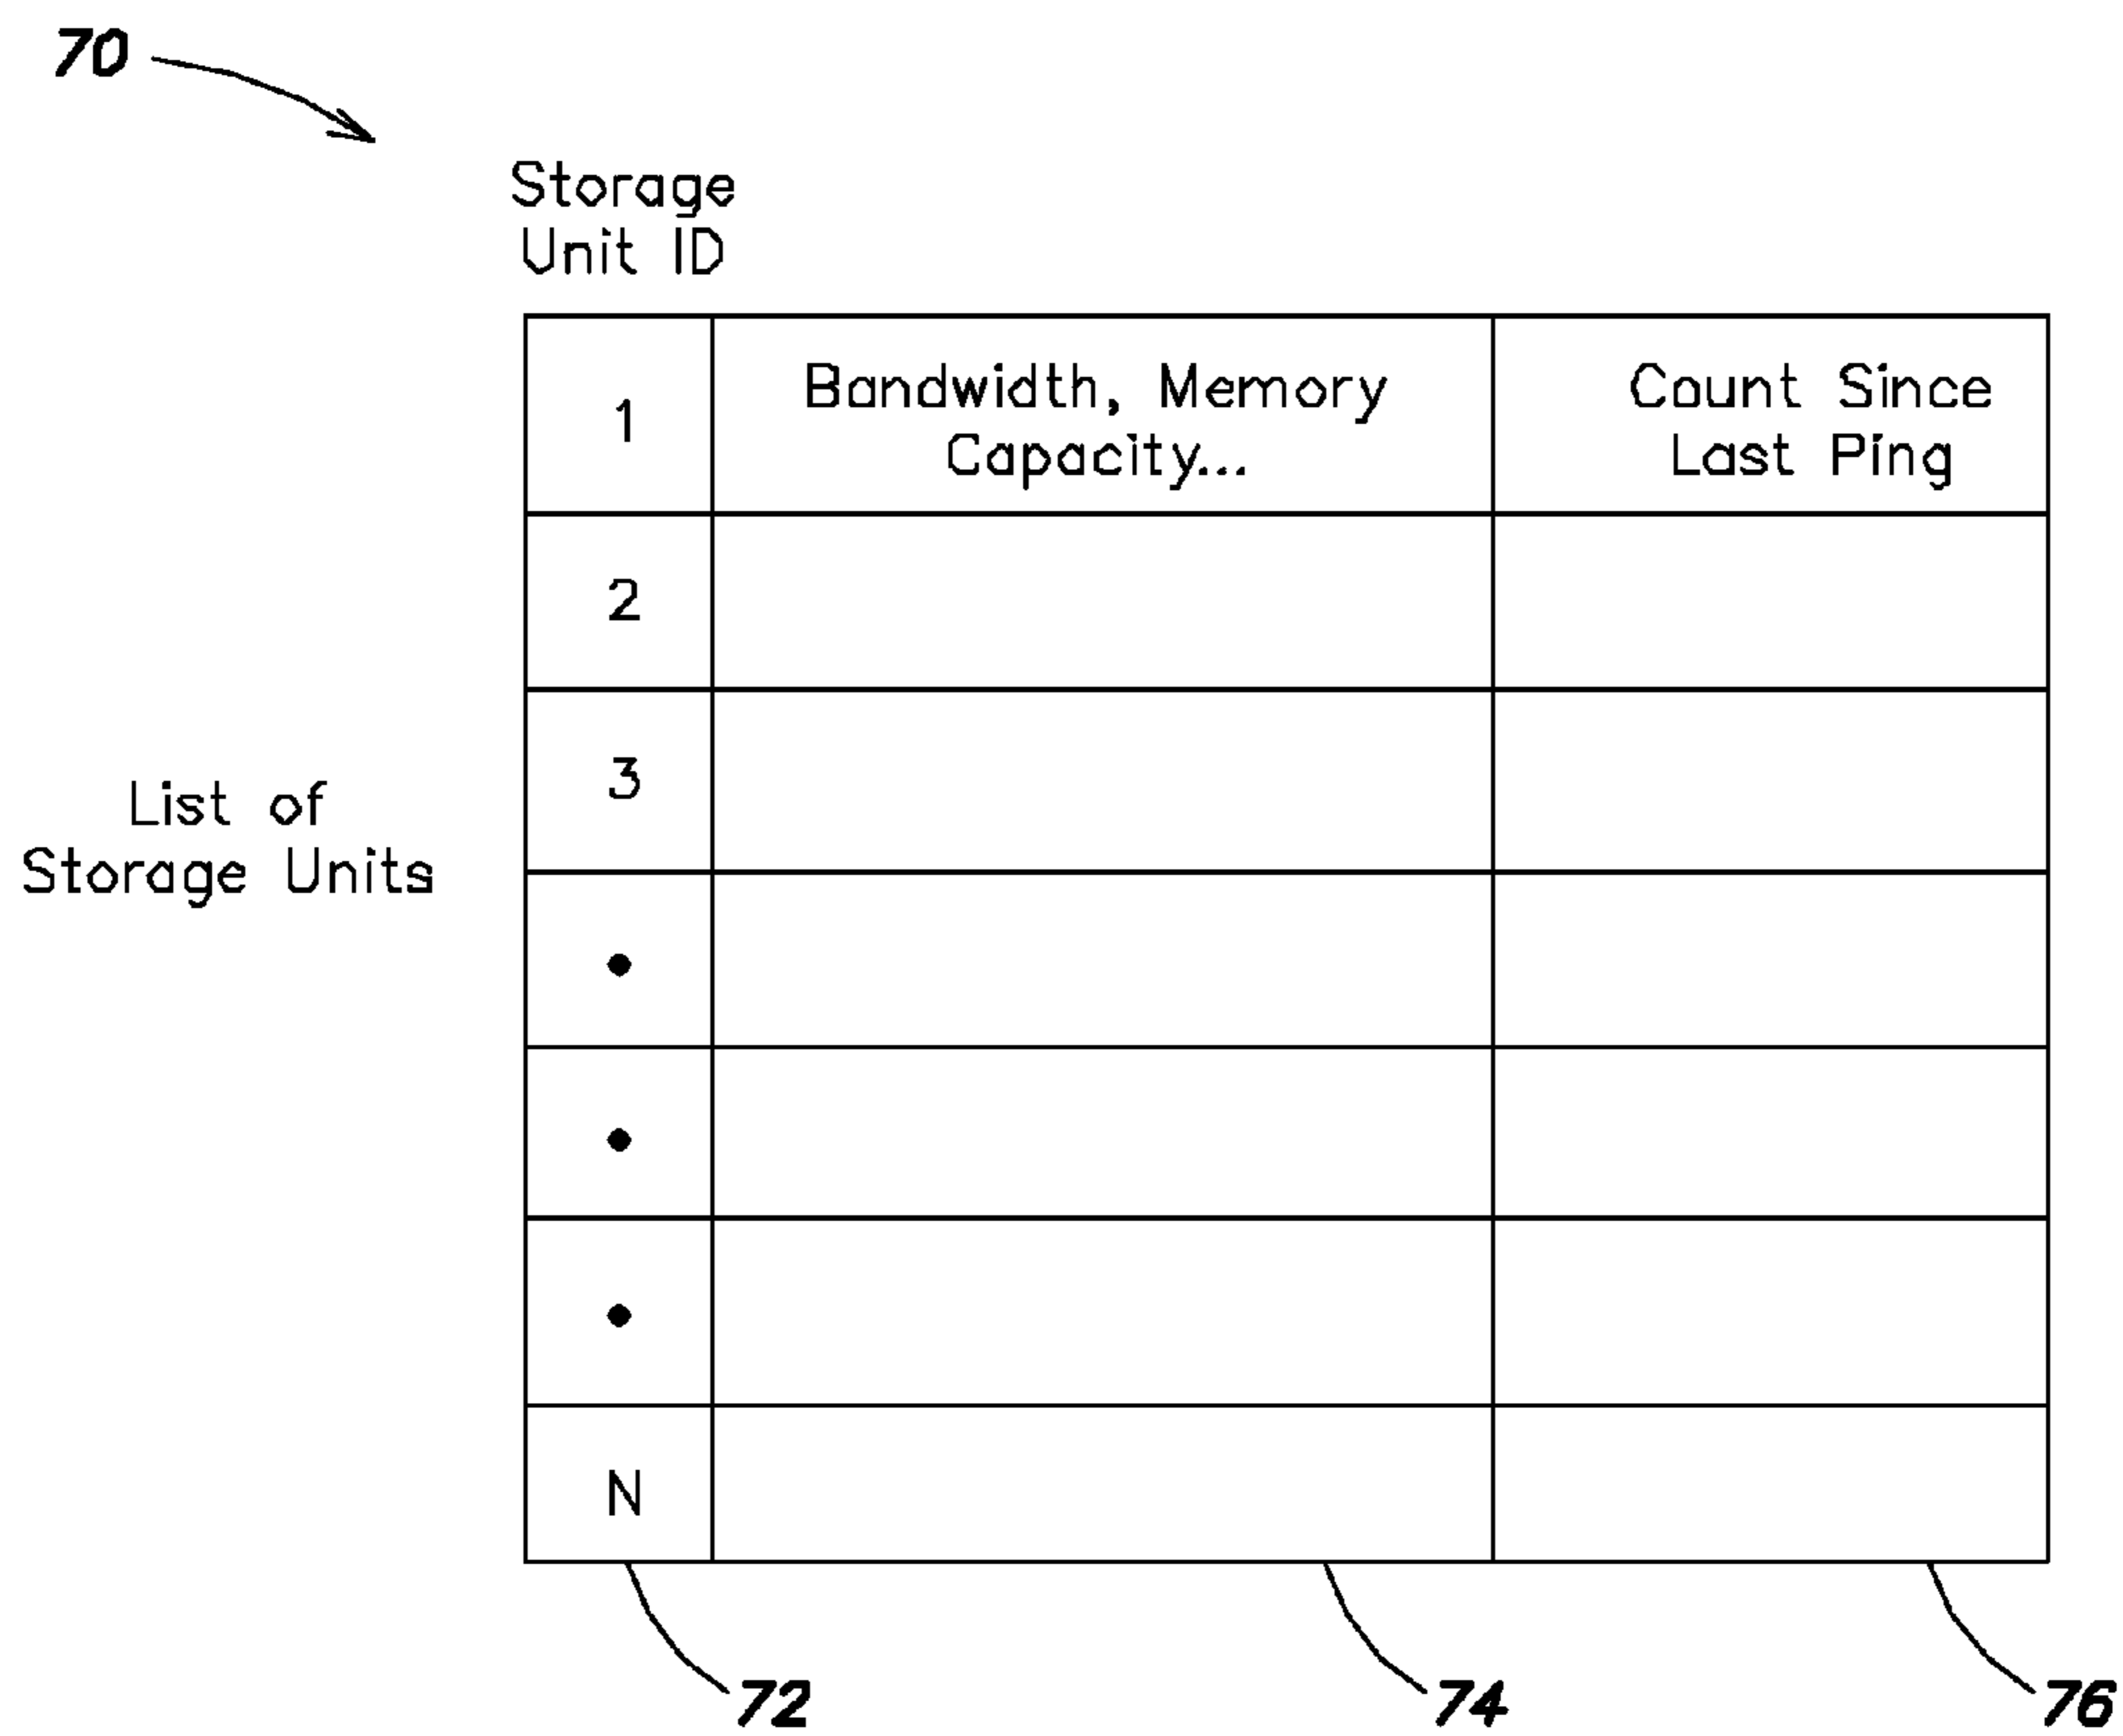 70
Storage
Unit ID
1
Bandwidth, Memory
Capacity...
Count Since
Last Ping
2
3
List of
Storage Units
N
72
74
76